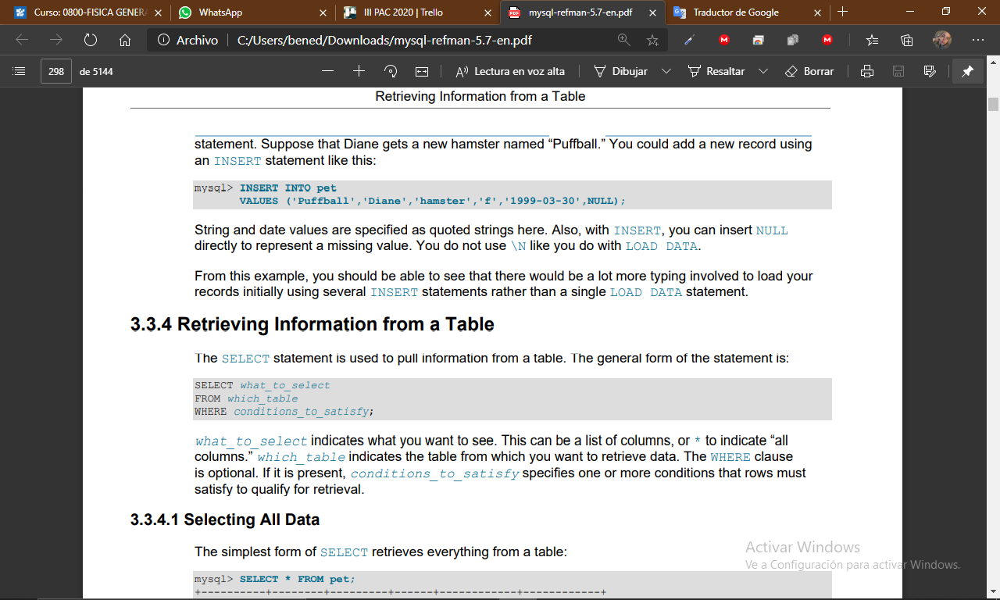 Curso: 0800-FISICA GENER
WhatsApp
III PAC 2020 | Trello
mysql-refman-5.7-en.pdf
Traductor de Google
Archivo
C:/Users/bened/Downloads/mysql-refman-5.7-en.pdf
298
de 5144
Lectura en voz alta
Dibujar
Resaltar
Borrar
Retrieving Information from a Table
statement. Suppose that Diane gets a new hamster named “Puffball.” You could add a new record using
an INSERT statement like this:
mysql> INSERT INTO pet
VALUES ('Puffball','Diane','hamster','f','1999-03-30',NULL);
String and date values are specified as quoted strings here. Also, with INSERT, you can insert NULL
directly to represent a missing value. You do not use \N like you do with LOAD DATA.
From this example, you should be able to see that there would be a lot more typing involved to load your
records initially using several INSERT statements rather than a single LOAD DATA statement.
3.3.4 Retrieving Information from a Table
The SELECT statement is used to pull information from a table. The general form of the statement is:
SELECT what_to_select
FROM which_table
WHERE conditions_to_satisfy;
what_to_select indicates what you want to see. This can be a list of columns, or * to indicate “all
columns.” which_table indicates the table from which you want to retrieve data. The WHERE clause
is optional. If it is present, conditions_to_satisfy specifies one or more conditions that rows must
satisfy to qualify for retrieval.
3.3.4.1 Selecting All Data
The simplest form of SELECT retrieves everything from a table:
mysql> SELECT * FROM pet;
+----------+--------+---------+------+------------+------------+
Activar Windows
Ve a Configuración para activar Windows.